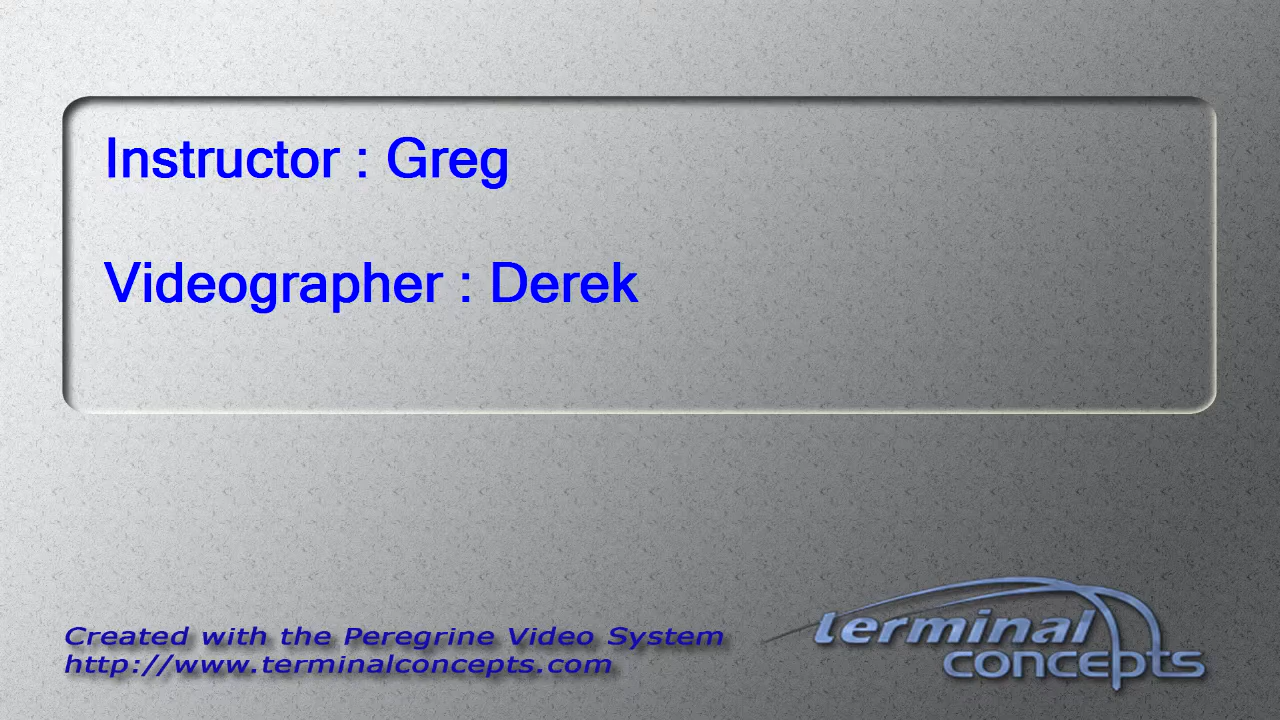 Instructor : Greg
Videographer : Derek
Created with the Peregrine Video System
http://www.terminalconcepts.com
terminal
concepts